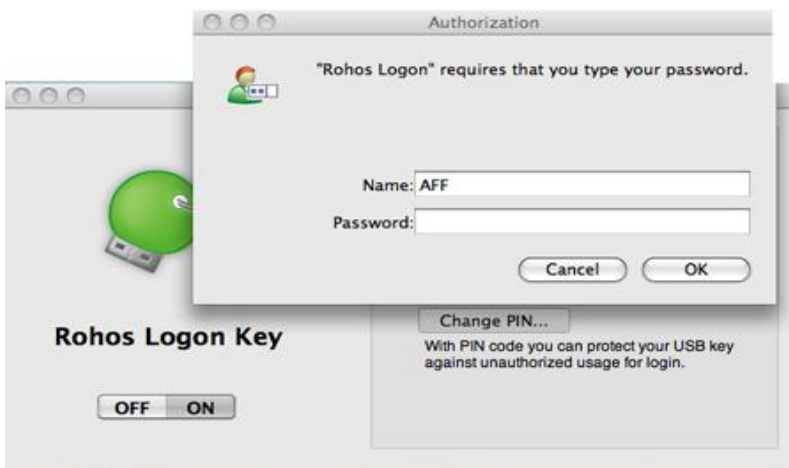 Authorization
"Rohos Logon" requires that you type your password.
Name: AFF
Password:
Cancel OK
Rohos Logon Key
OFF ON
Change PIN...
With PIN code you can protect your USB key
against unauthorized usage for login.